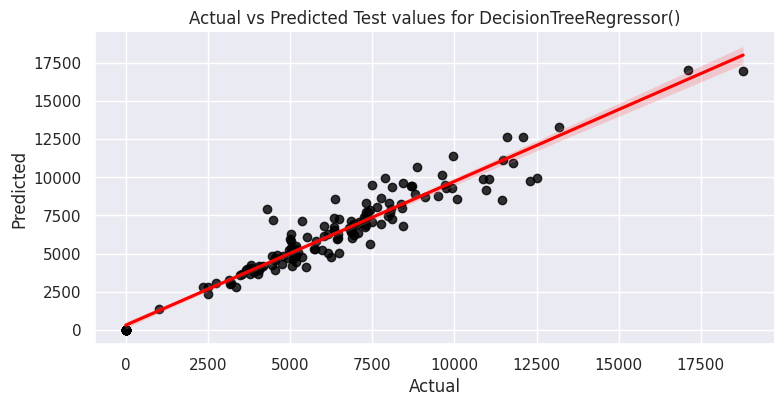 Actual vs Predicted Test values for DecisionTreeRegressor()
17500
15000
12500
10000
7500
5000
2500
0
Predicted
0 2500 5000 7500 10000 12500 15000 17500
Actual